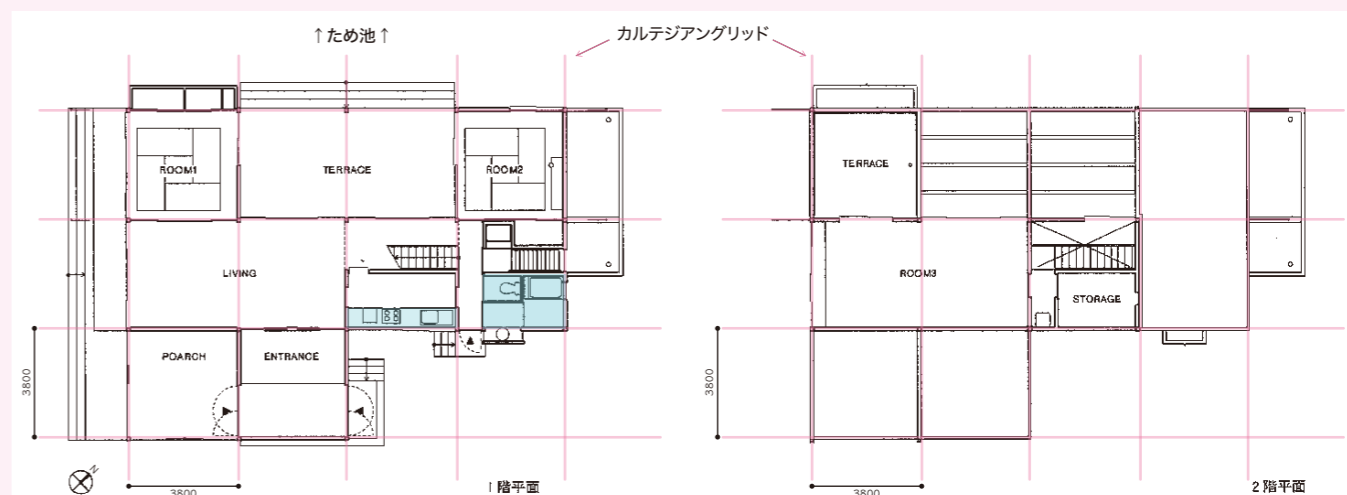 ↑ため池↑
カルテジアングリッド
ROOM1
TERRACE
ROOM2
LIVING
POARCH
ENTRANCE
3800
N
3800
1階平面
TERRACE
ROOM3
STORAGE
3800
3800
2階平面